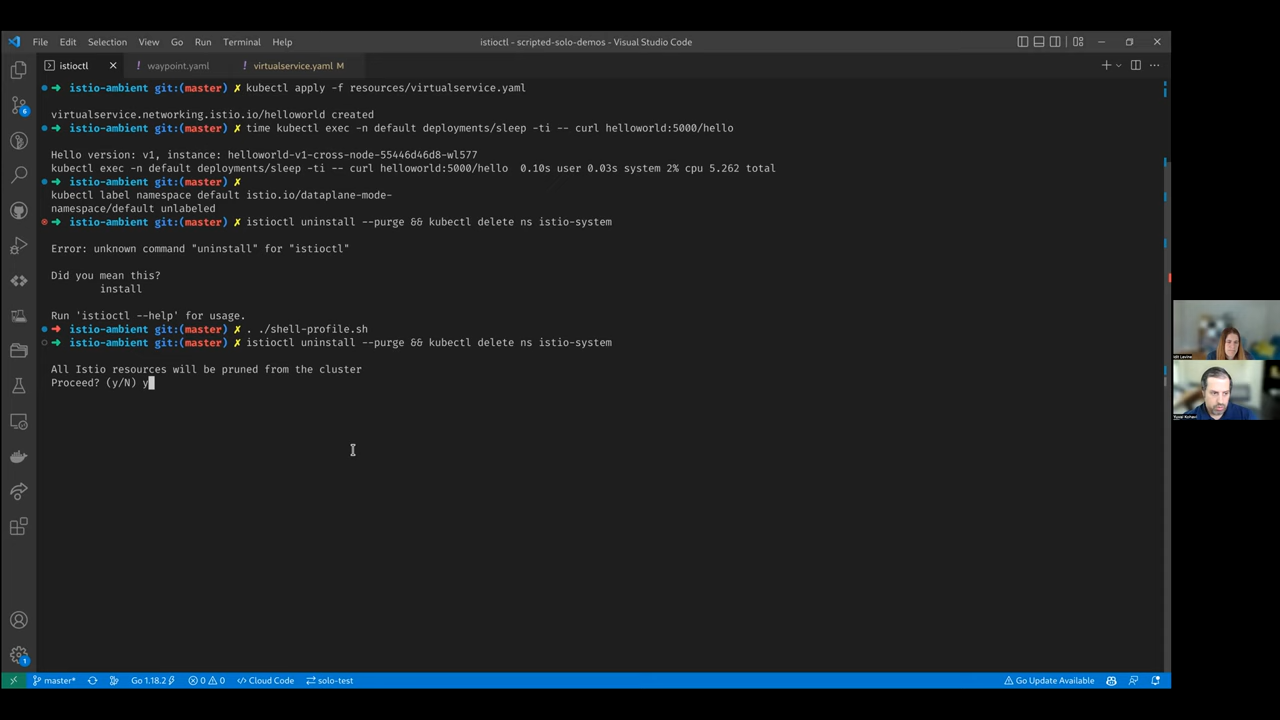 File Edit Selection View Go Run Terminal Help
istioctl - scripted-solo-demos - Visual Studio Code
istioctl
waypoint.yaml
virtualservice.yaml M
istio-ambient git:(master) ✗ kubectl apply -f resources/virtualservice.yaml
virtualservice.networking.istio.io/helloworld created
istio-ambient git:(master) ✗ time kubectl exec -n default deployments/sleep -ti -- curl helloworld:5000/hello
Hello version: v1, instance: helloworld-v1-cross-node-55446d46d8-wl577
kubectl exec -n default deployments/sleep -ti -- curl helloworld:5000/hello 0.10s user 0.03s system 2% cpu 5.262 total
istio-ambient git:(master) ✗
kubectl label namespace default istio.io/dataplane-mode-
namespace/default unlabeled
istio-ambient git:(master) ✗ istioctl uninstall --purge && kubectl delete ns istio-system
Error: unknown command "uninstall" for "istioctl"
Did you mean this?
install
Run 'istioctl --help' for usage.
istio-ambient git:(master) ✗ . ./shell-profile.sh
istio-ambient git:(master) ✗ istioctl uninstall --purge && kubectl delete ns istio-system
All Istio resources will be pruned from the cluster
Proceed? (y/N) y
6
1
Idit Levine
Yuval Kohavi
master* Go 1.18.2 0 0 Cloud Code solo-test Go Update Available